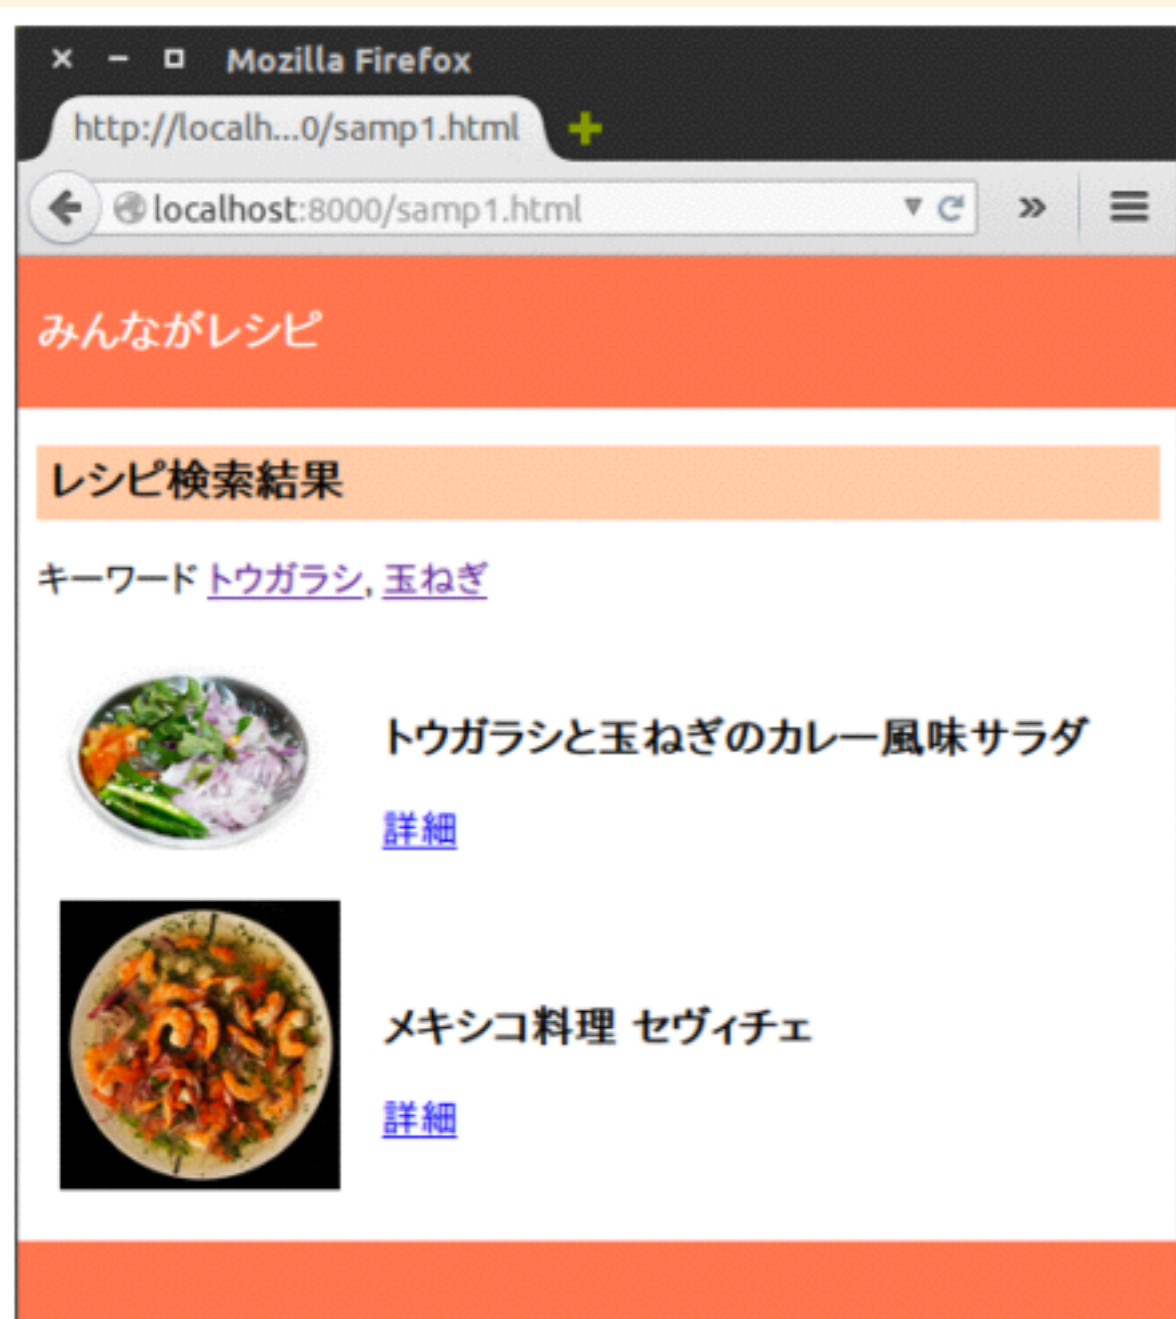 Mozilla Firefox
http://localh...0/samp1.html
localhost:8000/samp1.html
みんながレシピ
レシピ検索結果
キーワード トウガラシ, 玉ねぎ
トウガラシと玉ねぎのカレー風味サラダ
詳細
メキシコ料理 セヴィチェ
詳細